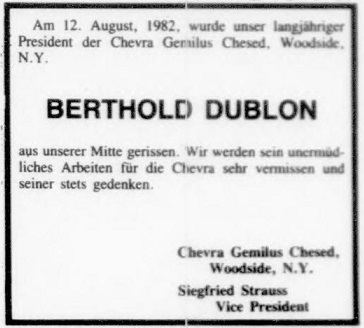 Am 12. August, 1982, wurde unser langjähriger
President der Chevra Gemilus Chesed, Woodside,
N.Y.
BERTHOLD DUBLON
aus unserer Mitte gerissen. Wir werden sein unermüd-
liches Arbeiten für die Chevra sehr vermissen und
seiner stets gedenken.
Chevra Gemilus Chesed,
Woodside, N.Y.
Siegfried Strauss
Vice President